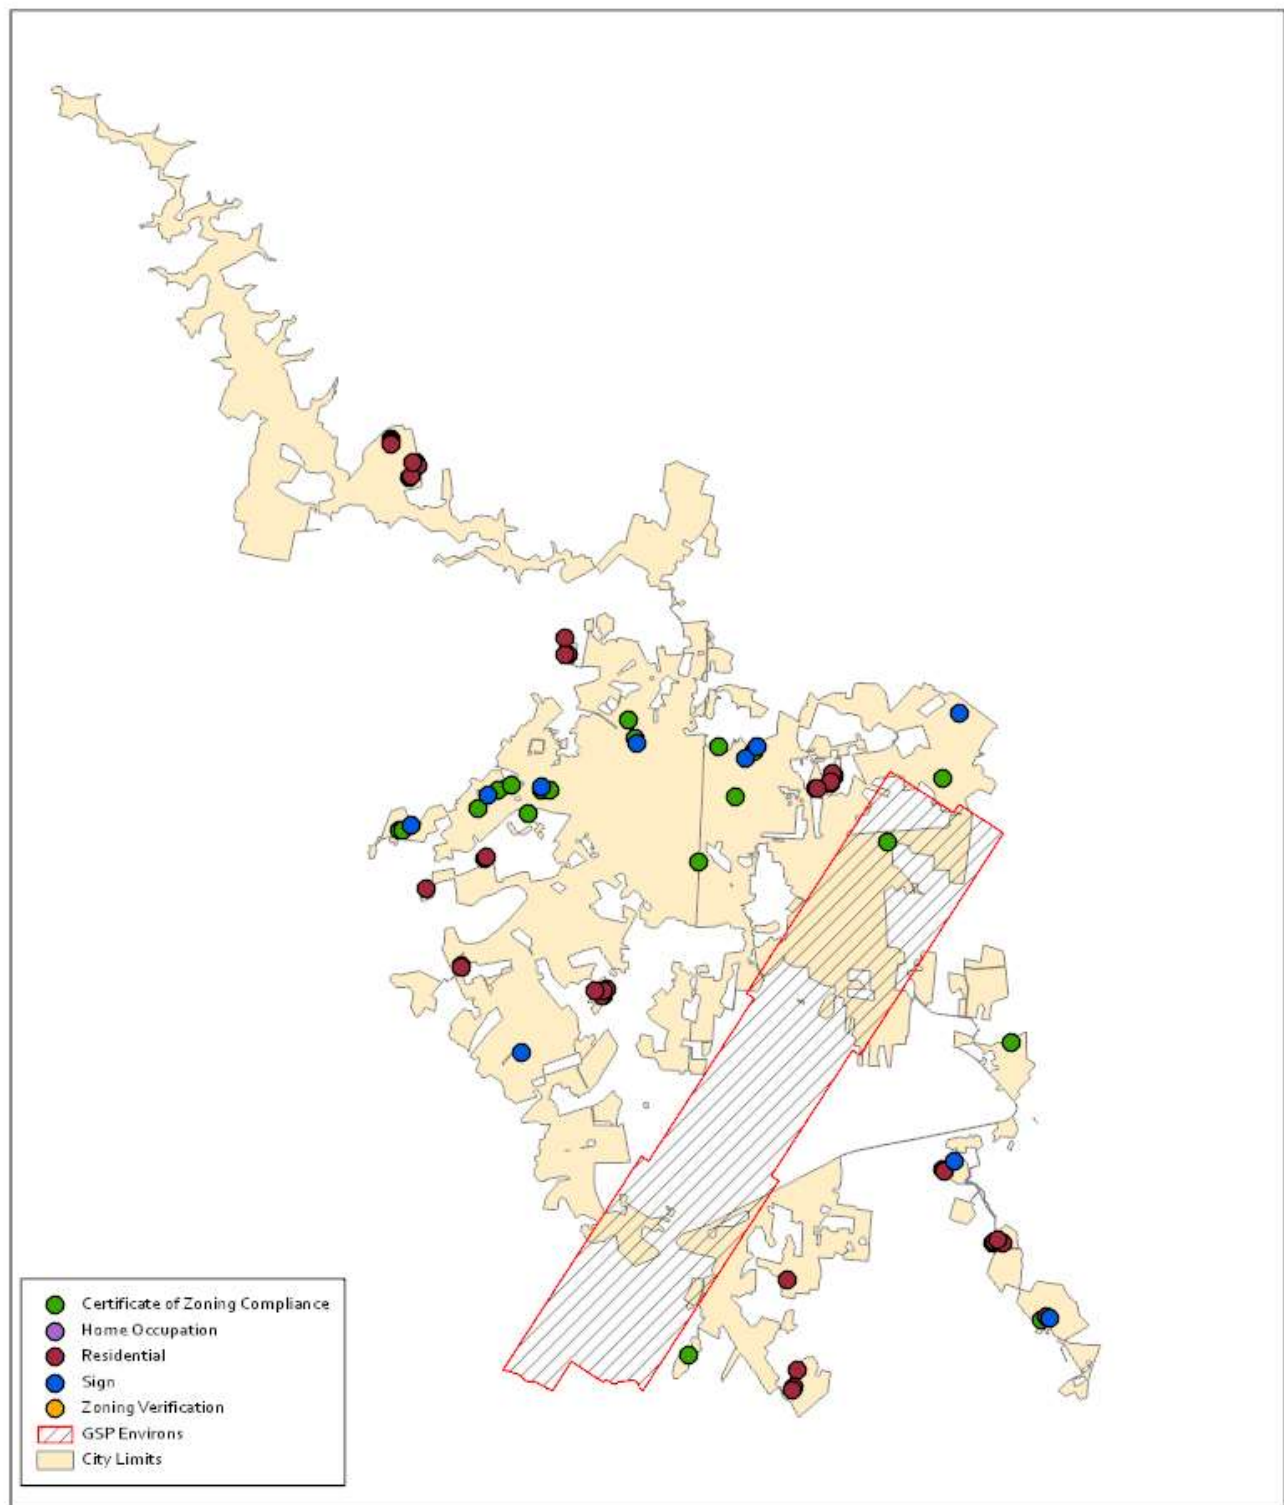 Certificate of Zoning Compliance
Home Occupation
Residential
Sign
Zoning Verification
GSP Environs
City Limits